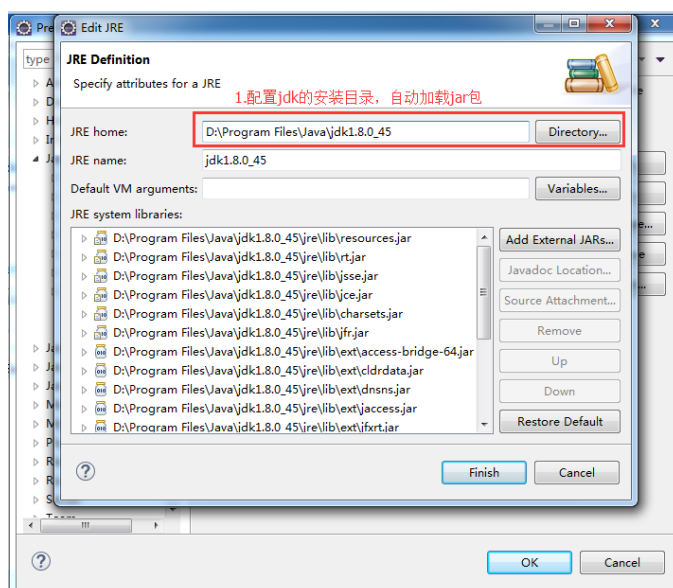 Pre
Edit JRE
type
JRE Definition
Specify attributes for a JRE
1.配置jdk的安装目录，自动加载jar包
JRE home:
D:\Program Files\Java\jdk1.8.0_45
Directory...
JRE name:
jdk1.8.0_45
Default VM arguments:
Variables...
JRE system libraries:
D:\Program Files\Java\jdk1.8.0_45\jre\lib\resources.jar
Add External JARs...
D:\Program Files\Java\jdk1.8.0_45\jre\lib\rt.jar
D:\Program Files\Java\jdk1.8.0_45\jre\lib\jsse.jar
Javadoc Location...
D:\Program Files\Java\jdk1.8.0_45\jre\lib\jce.jar
D:\Program Files\Java\jdk1.8.0_45\jre\lib\charsets.jar
Source Attachment...
D:\Program Files\Java\jdk1.8.0_45\jre\lib\jfr.jar
Remove
D:\Program Files\Java\jdk1.8.0_45\jre\lib\ext\access-bridge-64.jar
Up
D:\Program Files\Java\jdk1.8.0_45\jre\lib\ext\cldrdata.jar
D:\Program Files\Java\jdk1.8.0_45\jre\lib\ext\dnsns.jar
Down
D:\Program Files\Java\jdk1.8.0_45\jre\lib\ext\jaccess.jar
D:\Program Files\Java\jdk1.8.0_45\jre\lib\ext\jfxrt.jar
Restore Default
Finish
Cancel
OK
Cancel